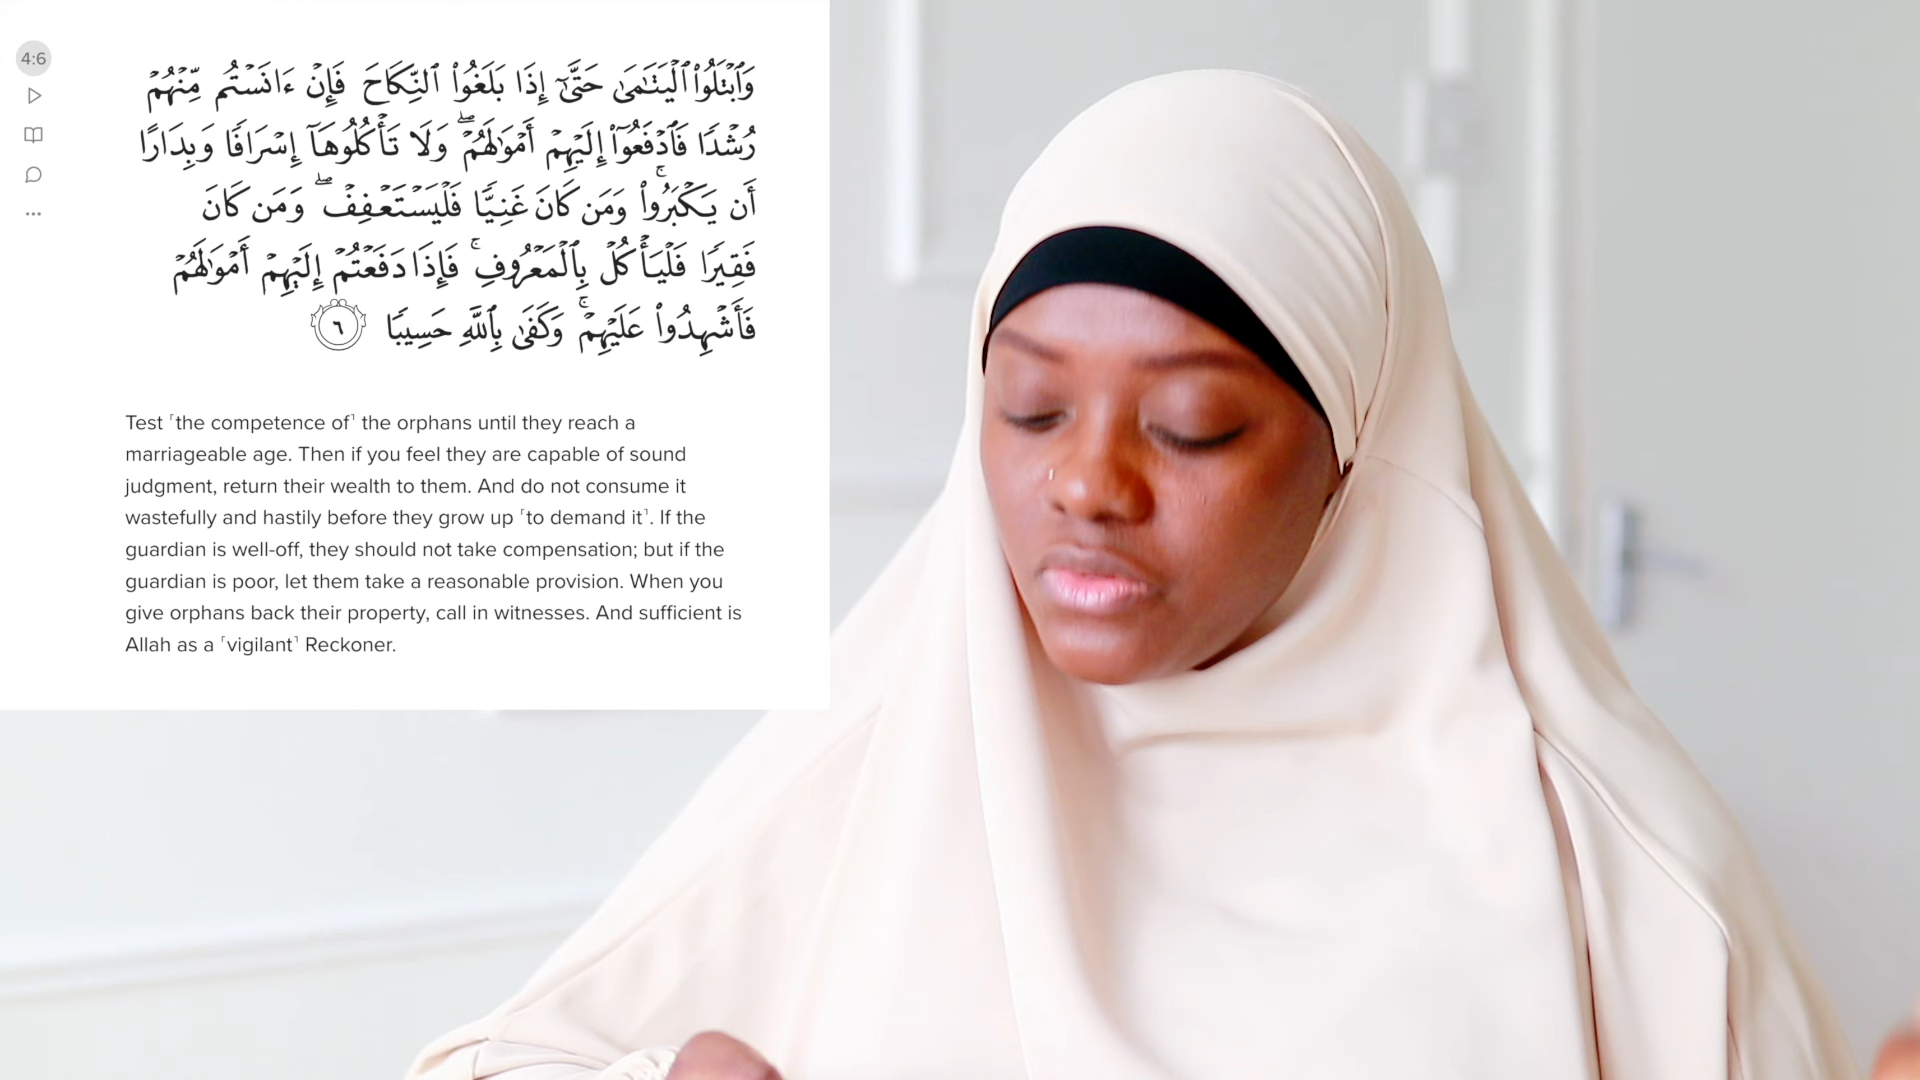 4:6
وَٱبْتَلُوا۟ ٱلْيَتَـٰمَىٰ حَتَّىٰٓ إِذَا بَلَغُوا۟ ٱلنِّكَاحَ فَإِنْ ءَانَسْتُم مِّنْهُمْ
رُشْدًا فَٱدْفَعُوٓا۟ إِلَيْهِمْ أَمْوَٰلَهُمْ ۖ وَلَا تَأْكُلُوهَآ إِسْرَافًا وَبِدَارًا
أَن يَكْبَرُوا۟ ۚ وَمَن كَانَ غَنِيًّا فَلْيَسْتَعْفِفْ ۖ وَمَن كَانَ
فَقِيرًا فَلْيَأْكُلْ بِٱلْمَعْرُوفِ ۚ فَإِذَا دَفَعْتُمْ إِلَيْهِمْ أَمْوَٰلَهُمْ
فَأَشْهِدُوا۟ عَلَيْهِمْ ۚ وَكَفَىٰ بِٱللَّهِ حَسِيبًا ٦
Test ˹the competence of˺ the orphans until they reach a
marriageable age. Then if you feel they are capable of sound
judgment, return their wealth to them. And do not consume it
wastefully and hastily before they grow up ˹to demand it˺. If the
guardian is well-off, they should not take compensation; but if the
guardian is poor, let them take a reasonable provision. When you
give orphans back their property, call in witnesses. And sufficient is
Allah as a ˹vigilant˺ Reckoner.